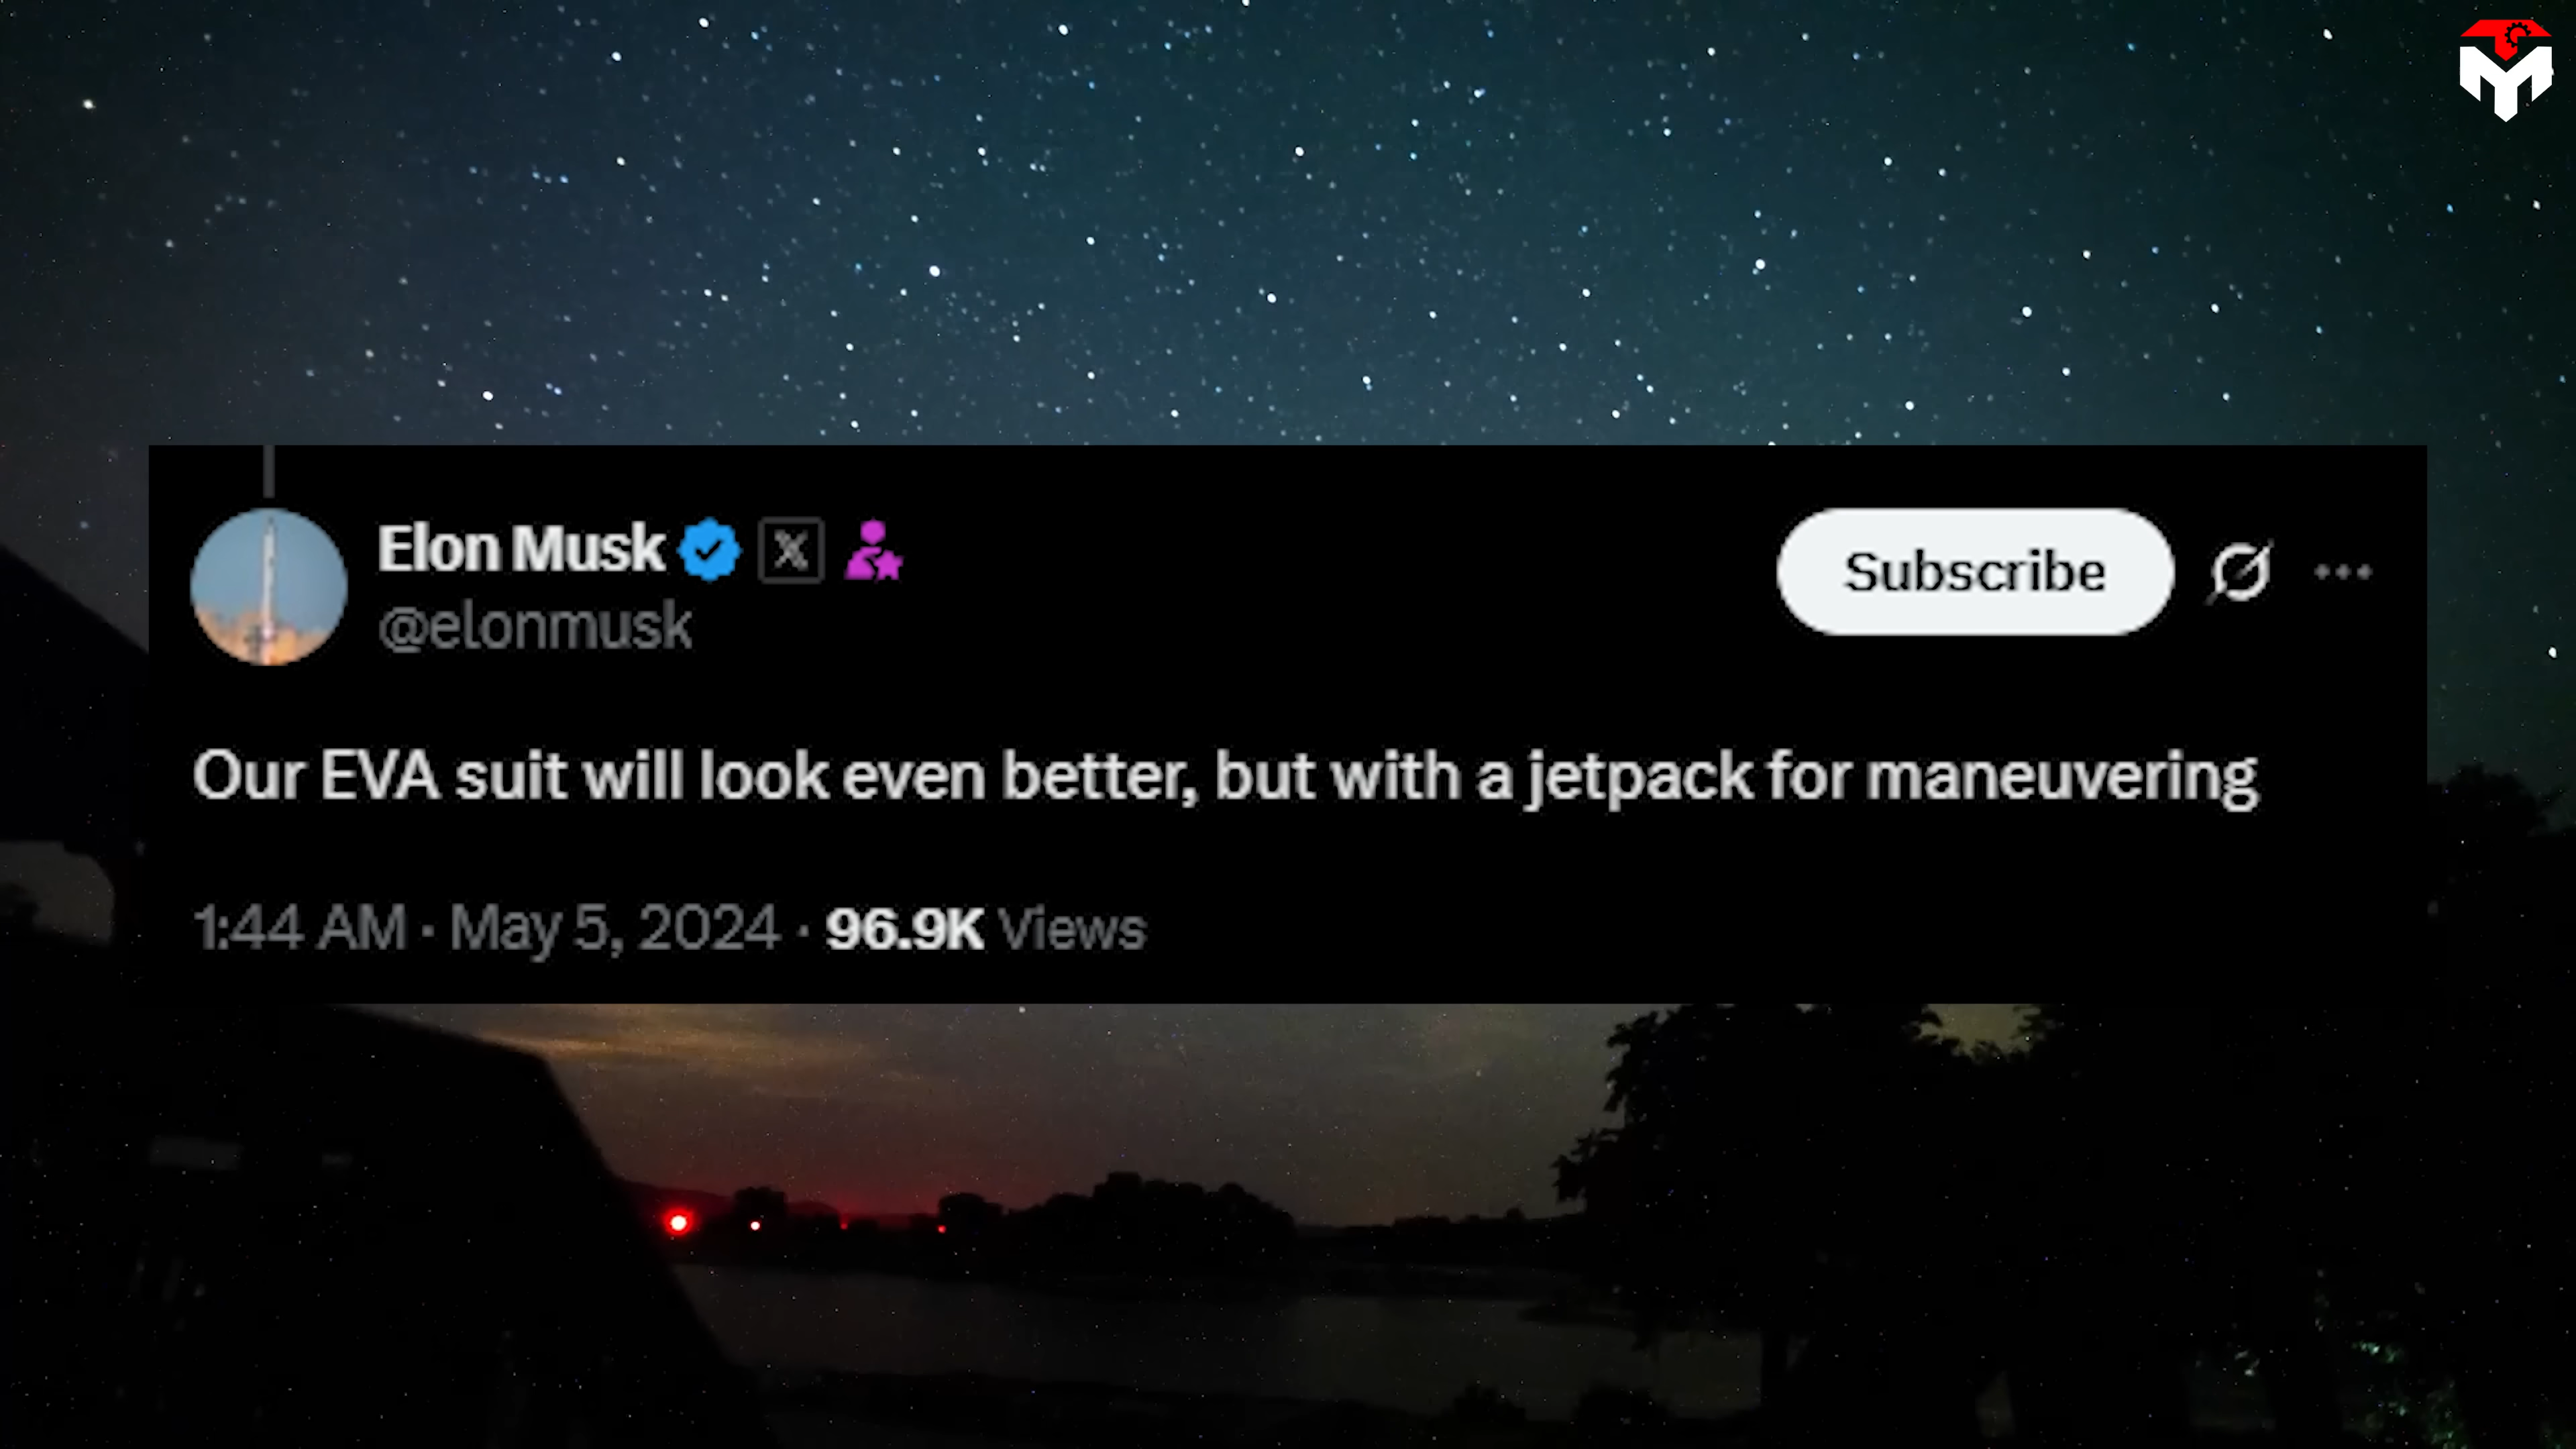 Elon Musk
Subscribe
@elonmusk
Our EVA suit will look even better, but with a jetpack for maneuvering
1:44 AM · May 5, 2024 · 96.9K Views